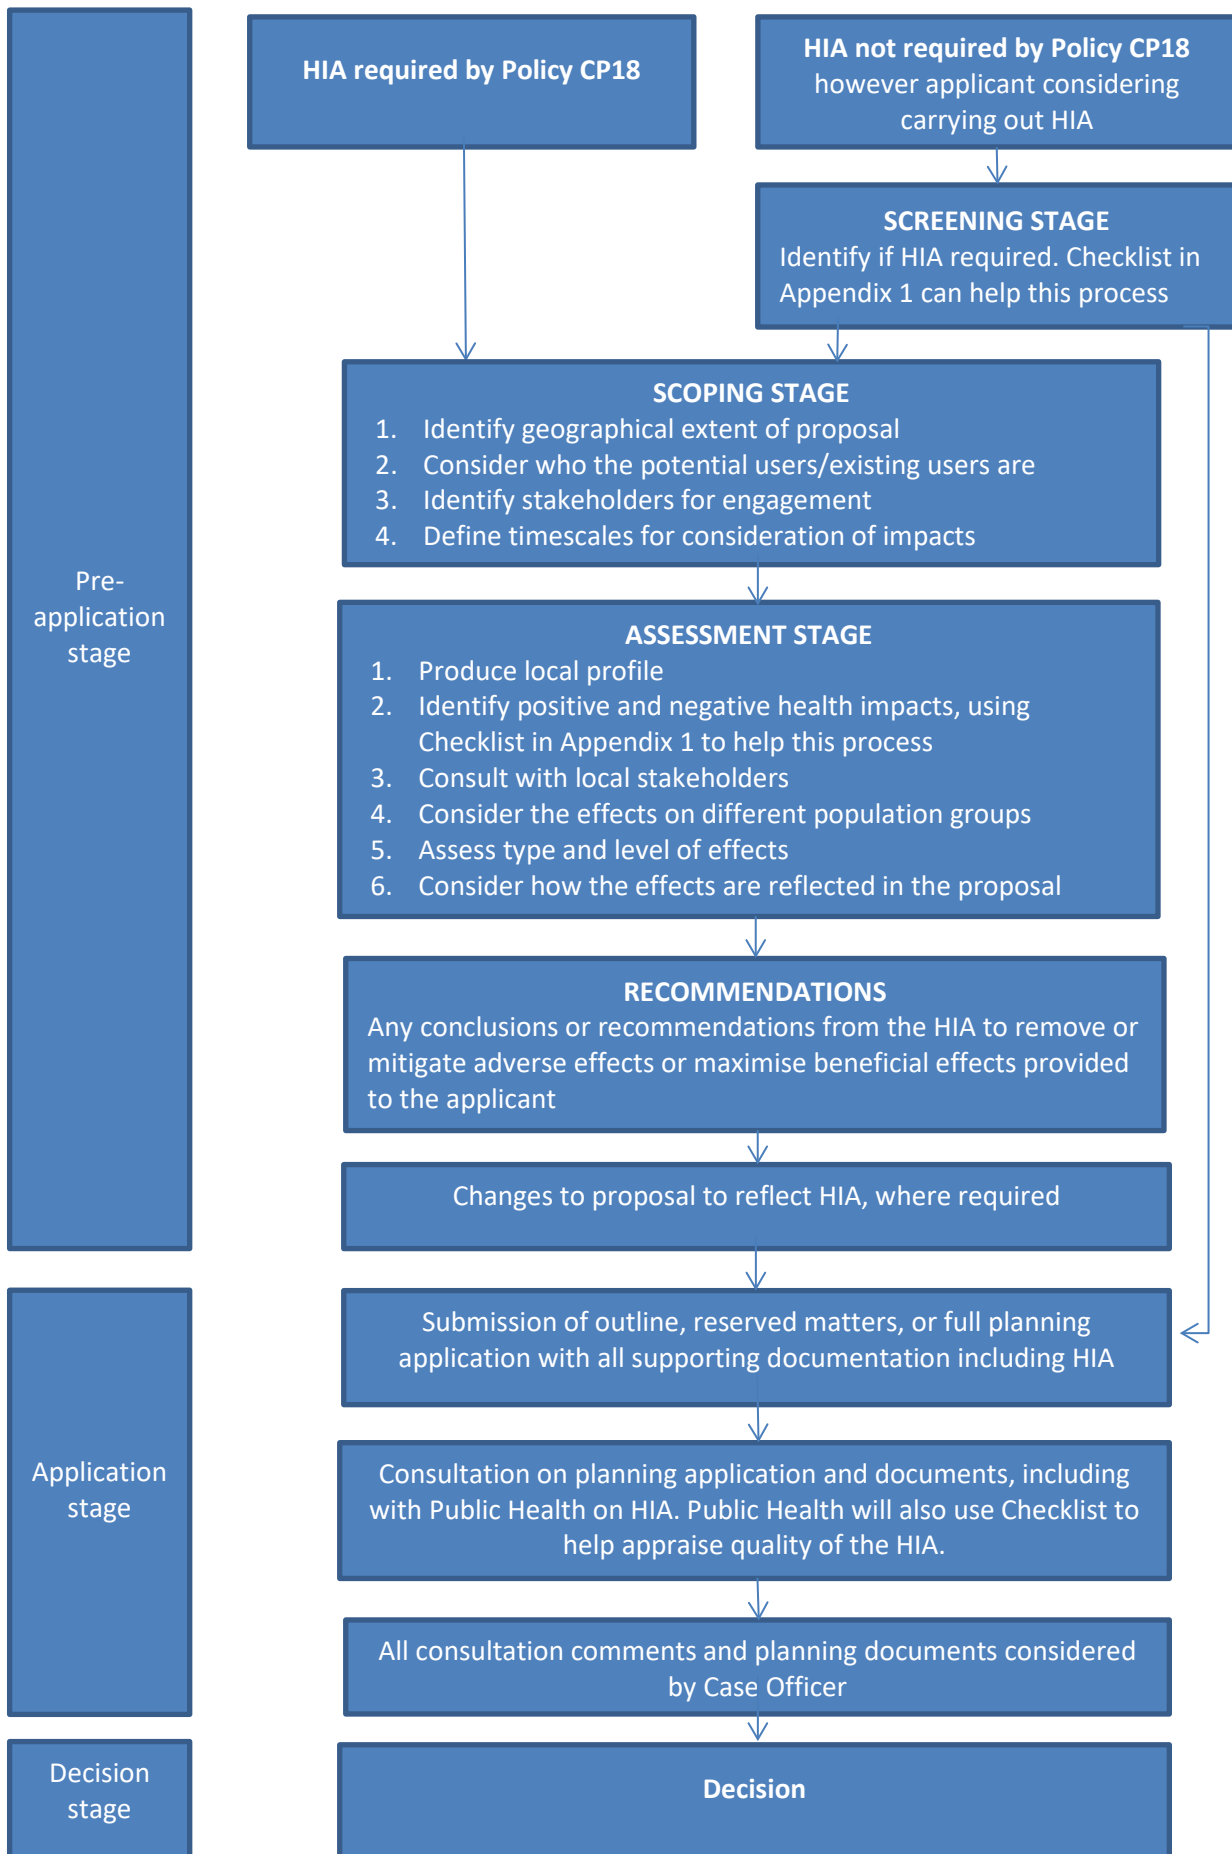 HIA required by Policy CP18
HIA not required by Policy CP18
however applicant considering
carrying out HIA
SCREENING STAGE
Identify if HIA required. Checklist in
Appendix 1 can help this process
SCOPING STAGE
1. Identify geographical extent of proposal
2. Consider who the potential users/existing users are
3. Identify stakeholders for engagement
4. Define timescales for consideration of impacts
Pre-
application
stage
ASSESSMENT STAGE
1. Produce local profile
2. Identify positive and negative health impacts, using
Checklist in Appendix 1 to help this process
3. Consult with local stakeholders
4. Consider the effects on different population groups
5. Assess type and level of effects
6. Consider how the effects are reflected in the proposal
RECOMMENDATIONS
Any conclusions or recommendations from the HIA to remove or
mitigate adverse effects or maximise beneficial effects provided
to the applicant
Changes to proposal to reflect HIA, where required
Submission of outline, reserved matters, or full planning
application with all supporting documentation including HIA
Application
stage
Consultation on planning application and documents, including
with Public Health on HIA. Public Health will also use Checklist to
help appraise quality of the HIA.
All consultation comments and planning documents considered
by Case Officer
Decision
stage
Decision